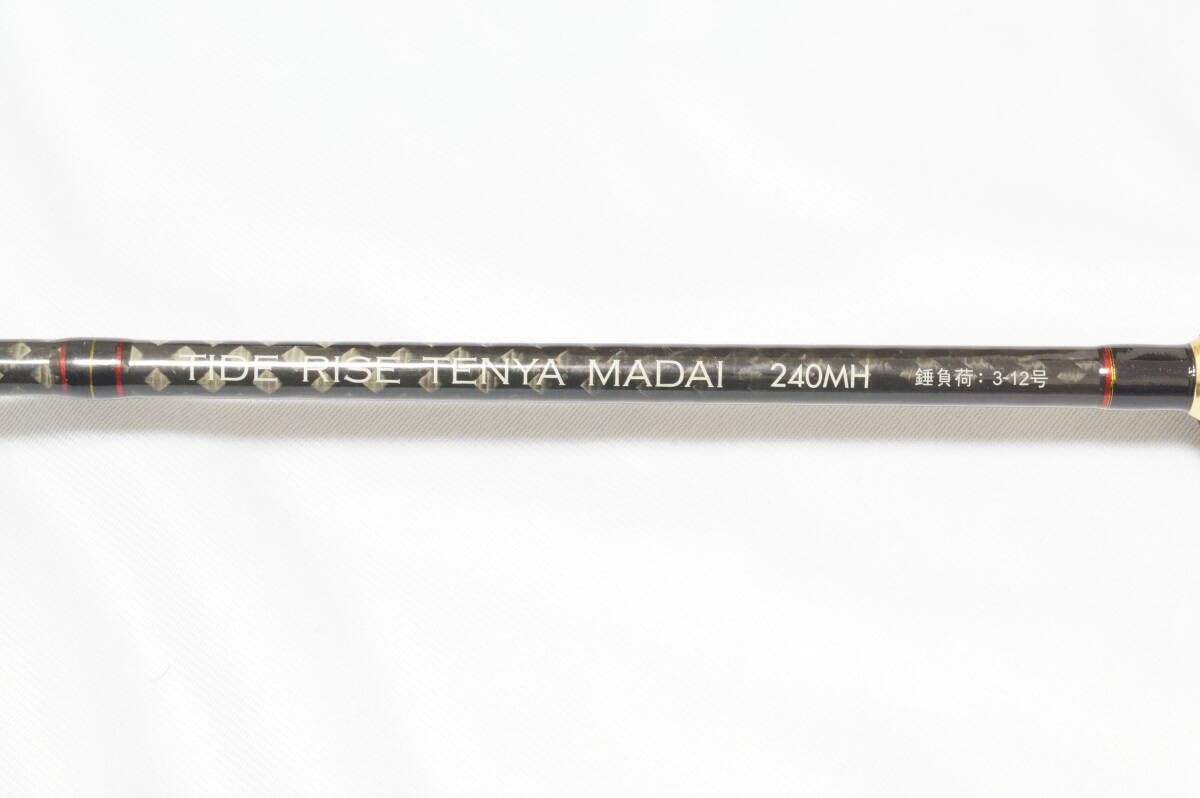 TIDE RISE TENYA MADAI 240MH 錘負荷: 3-12号